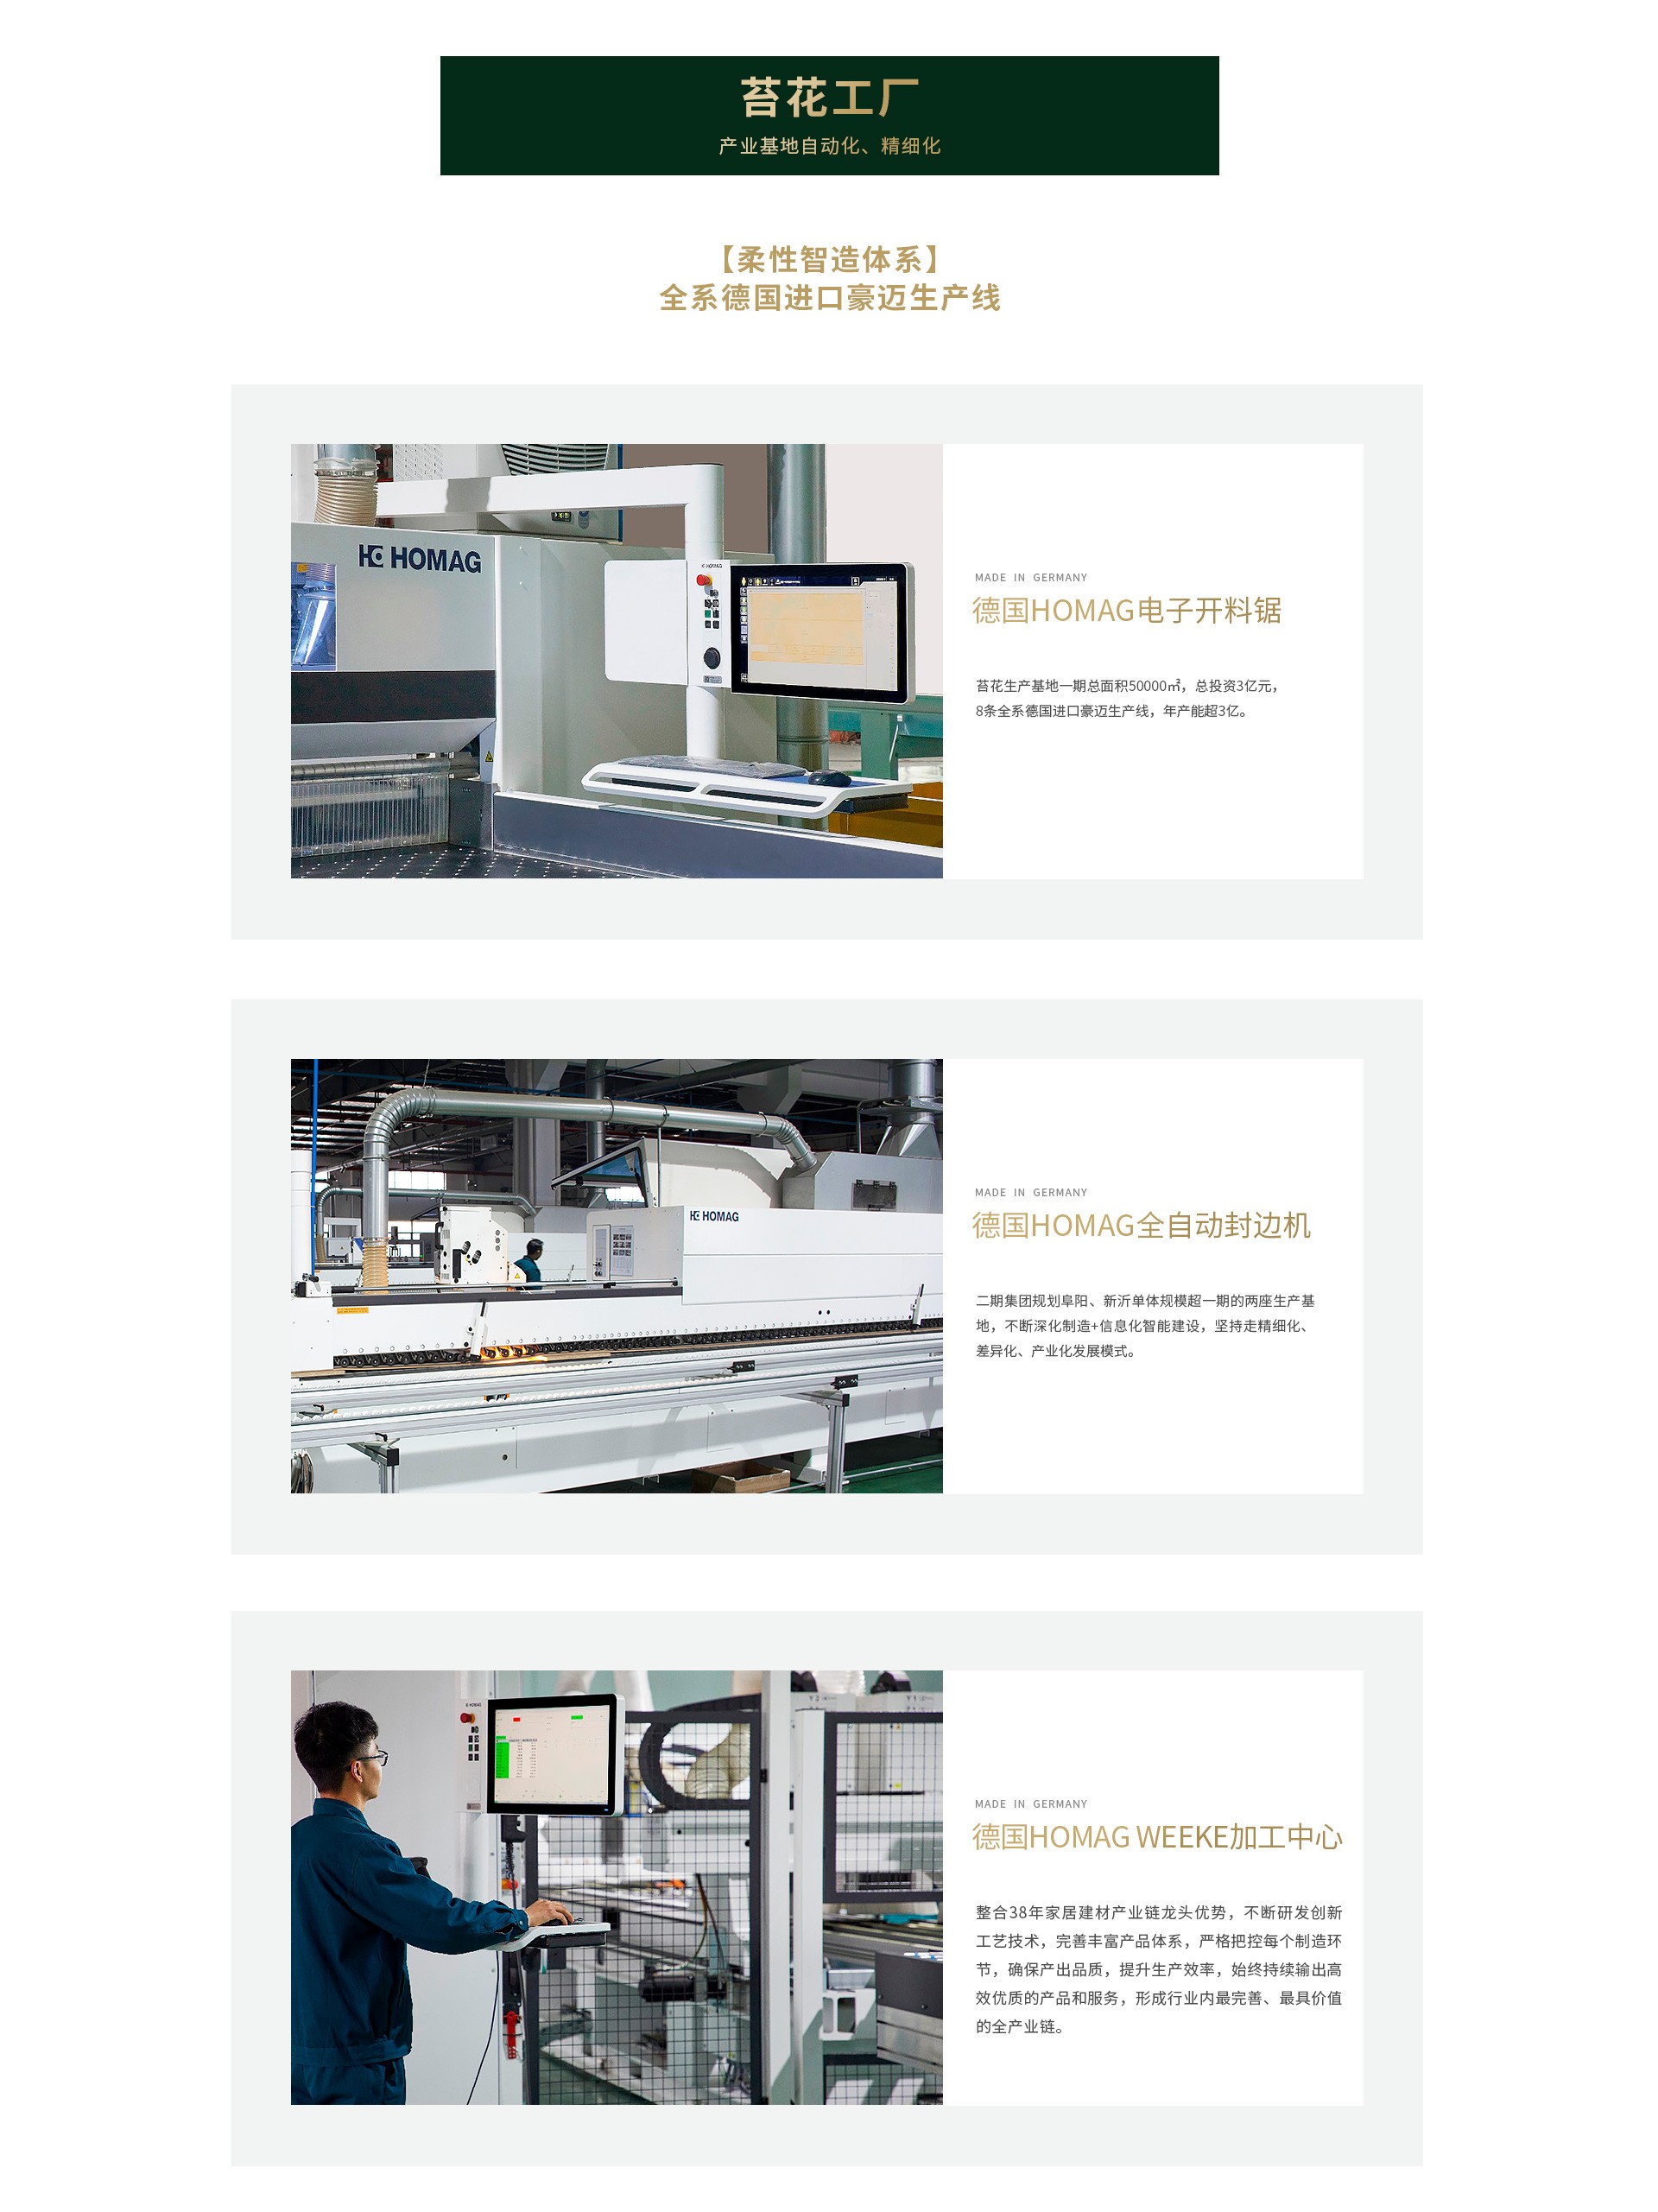 苔花工厂
产业基地自动化、精细化
【柔性智造体系】
全系德国进口豪迈生产线
HOMAG
HOMAG
MADE IN GERMANY
德国HOMAG电子开料锯
苔花生产基地一期总面积50000㎡，总投资3亿元，
8条全系德国进口豪迈生产线，年产能超3亿。
HOMAG
MADE IN GERMANY
德国HOMAG全自动封边机
二期集团规划阜阳、新沂单体规模超一期的两座生产基
地，不断深化制造+信息化智能建设，坚持走精细化、
差异化、产业化发展模式。
HOMAG
MADE IN GERMANY
德国HOMAG WEEKE加工中心
整合38年家居建材产业链龙头优势，不断研发创新
工艺技术，完善丰富产品体系，严格把控每个制造环
节，确保产出品质，提升生产效率，始终持续输出高
效优质的产品和服务，形成行业内最完善、最具价值
的全产业链。